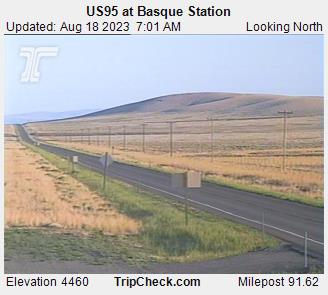 US95 at Basque Station
Updated: Aug 18 2023 7:01 AM Looking North
Elevation 4460 TripCheck.com Milepost 91.62